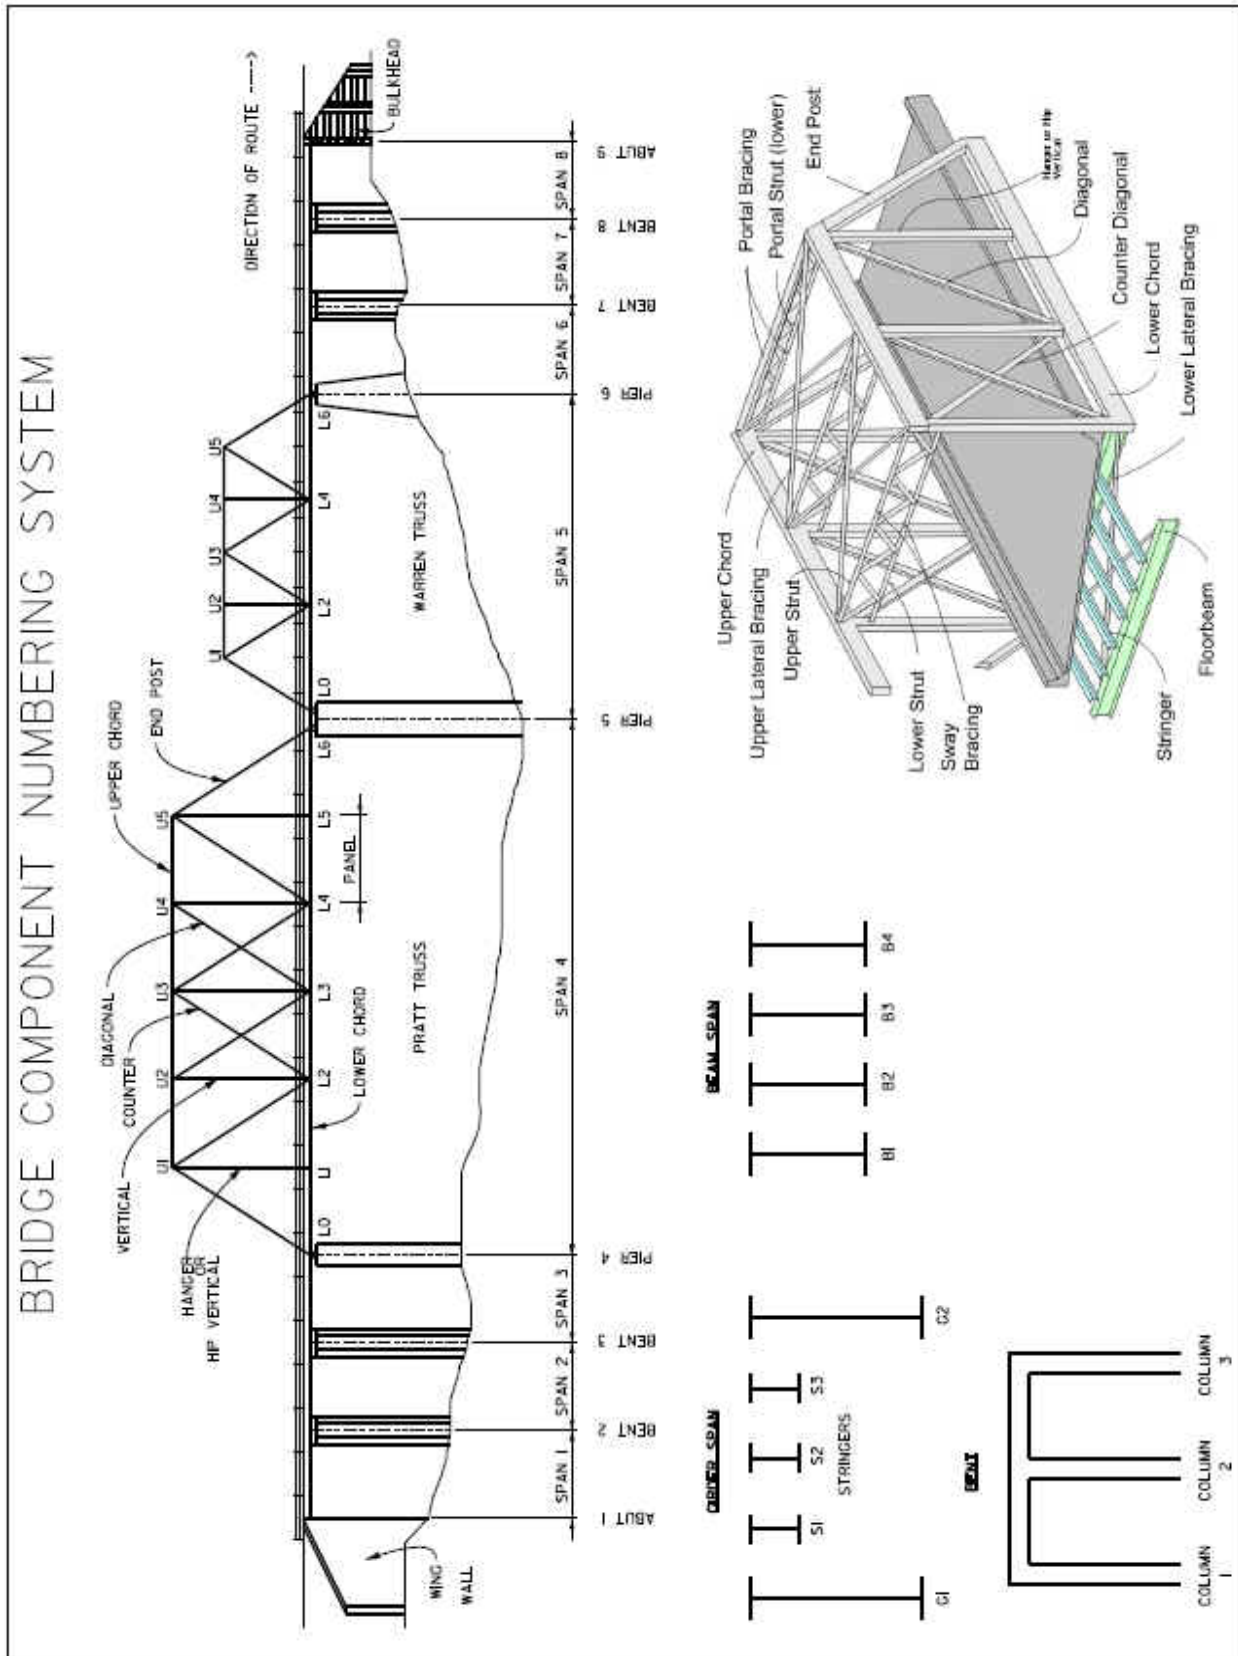 BRIDGE COMPONENT NUMBERING SYSTEM
DIRECTION OF ROUTE ---->
UPPER CHORD
END POST
DIAGONAL
COUNTER
VERTICAL
HANGER
OR
HIP VERTICAL
U1
U2
U3
U4
U5
U1
U2
U3
U4
U5
L0
L1
L2
L3
L4
L5
L6
L0
L2
L4
L6
PANEL
LOWER CHORD
PRATT TRUSS
WARREN TRUSS
BULKHEAD
WING
WALL
SPAN 1
SPAN 2
SPAN 3
SPAN 4
SPAN 5
SPAN 6
SPAN 7
SPAN 8
ABUT 1
BENT 2
BENT 3
PIER 4
PIER 5
PIER 6
BENT 7
BENT 8
ABUT 9
GIRDER SPAN
G1
S1
S2
S3
G2
STRINGERS
BEAM SPAN
B1
B2
B3
B4
BENT
COLUMN
1
COLUMN
2
COLUMN
3
Portal Bracing
Portal Strut (lower)
End Post
Hanger or Hip
Vertical
Diagonal
Counter Diagonal
Lower Chord
Lower Lateral Bracing
Upper Chord
Upper Lateral Bracing
Upper Strut
Lower Strut
Sway
Bracing
Stringer
Floorbeam